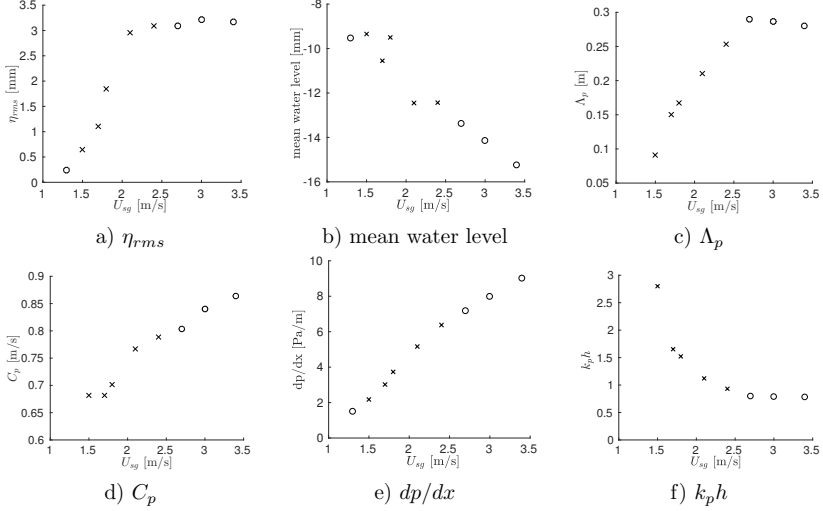 3.5
3
2.5
2
1.5
1
0.5
0
η_rms [mm]
1 1.5 2 2.5 3 3.5
U_sg [m/s]
a) η_rms
-8
-10
-12
-14
-16
mean water level [mm]
1 1.5 2 2.5 3 3.5
U_sg [m/s]
b) mean water level
0.3
0.25
0.2
0.15
0.1
0.05
Λ_p [m]
1 1.5 2 2.5 3 3.5
U_sg [m/s]
c) Λ_p
0.9
0.85
0.8
0.75
0.7
0.65
0.6
C_p [m/s]
1 1.5 2 2.5 3 3.5
U_sg [m/s]
d) C_p
10
8
6
4
2
0
dp/dx [Pa/m]
1 1.5 2 2.5 3 3.5
U_sg [m/s]
e) dp/dx
3
2.5
2
1.5
1
0.5
0
k_p h
1 1.5 2 2.5 3 3.5
U_sg [m/s]
f) k_p h